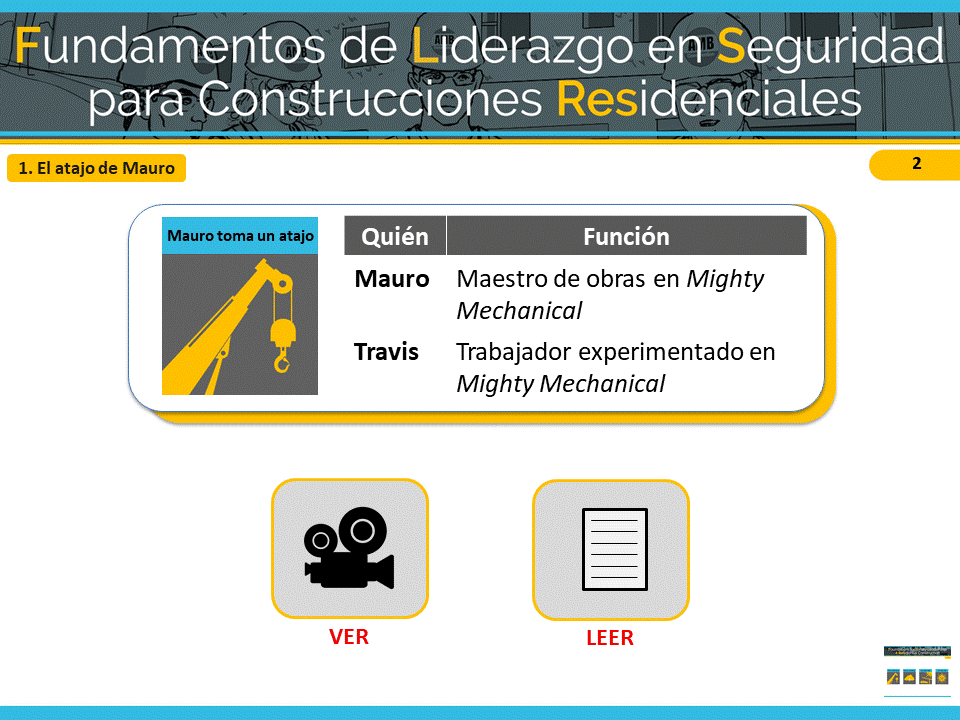 Fundamentos de Liderazgo en Seguridad
para Construcciones Residenciales
1. El atajo de Mauro
2
Mauro toma un atajo
Quién Función
Mauro Maestro de obras en Mighty
Mechanical
Travis Trabajador experimentado en
Mighty Mechanical
VER
LEER